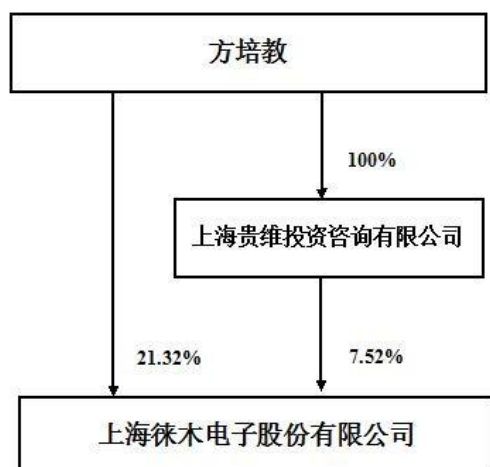 方培教
100%
上海贵维投资咨询有限公司
21.32%
7.52%
上海徕木电子股份有限公司